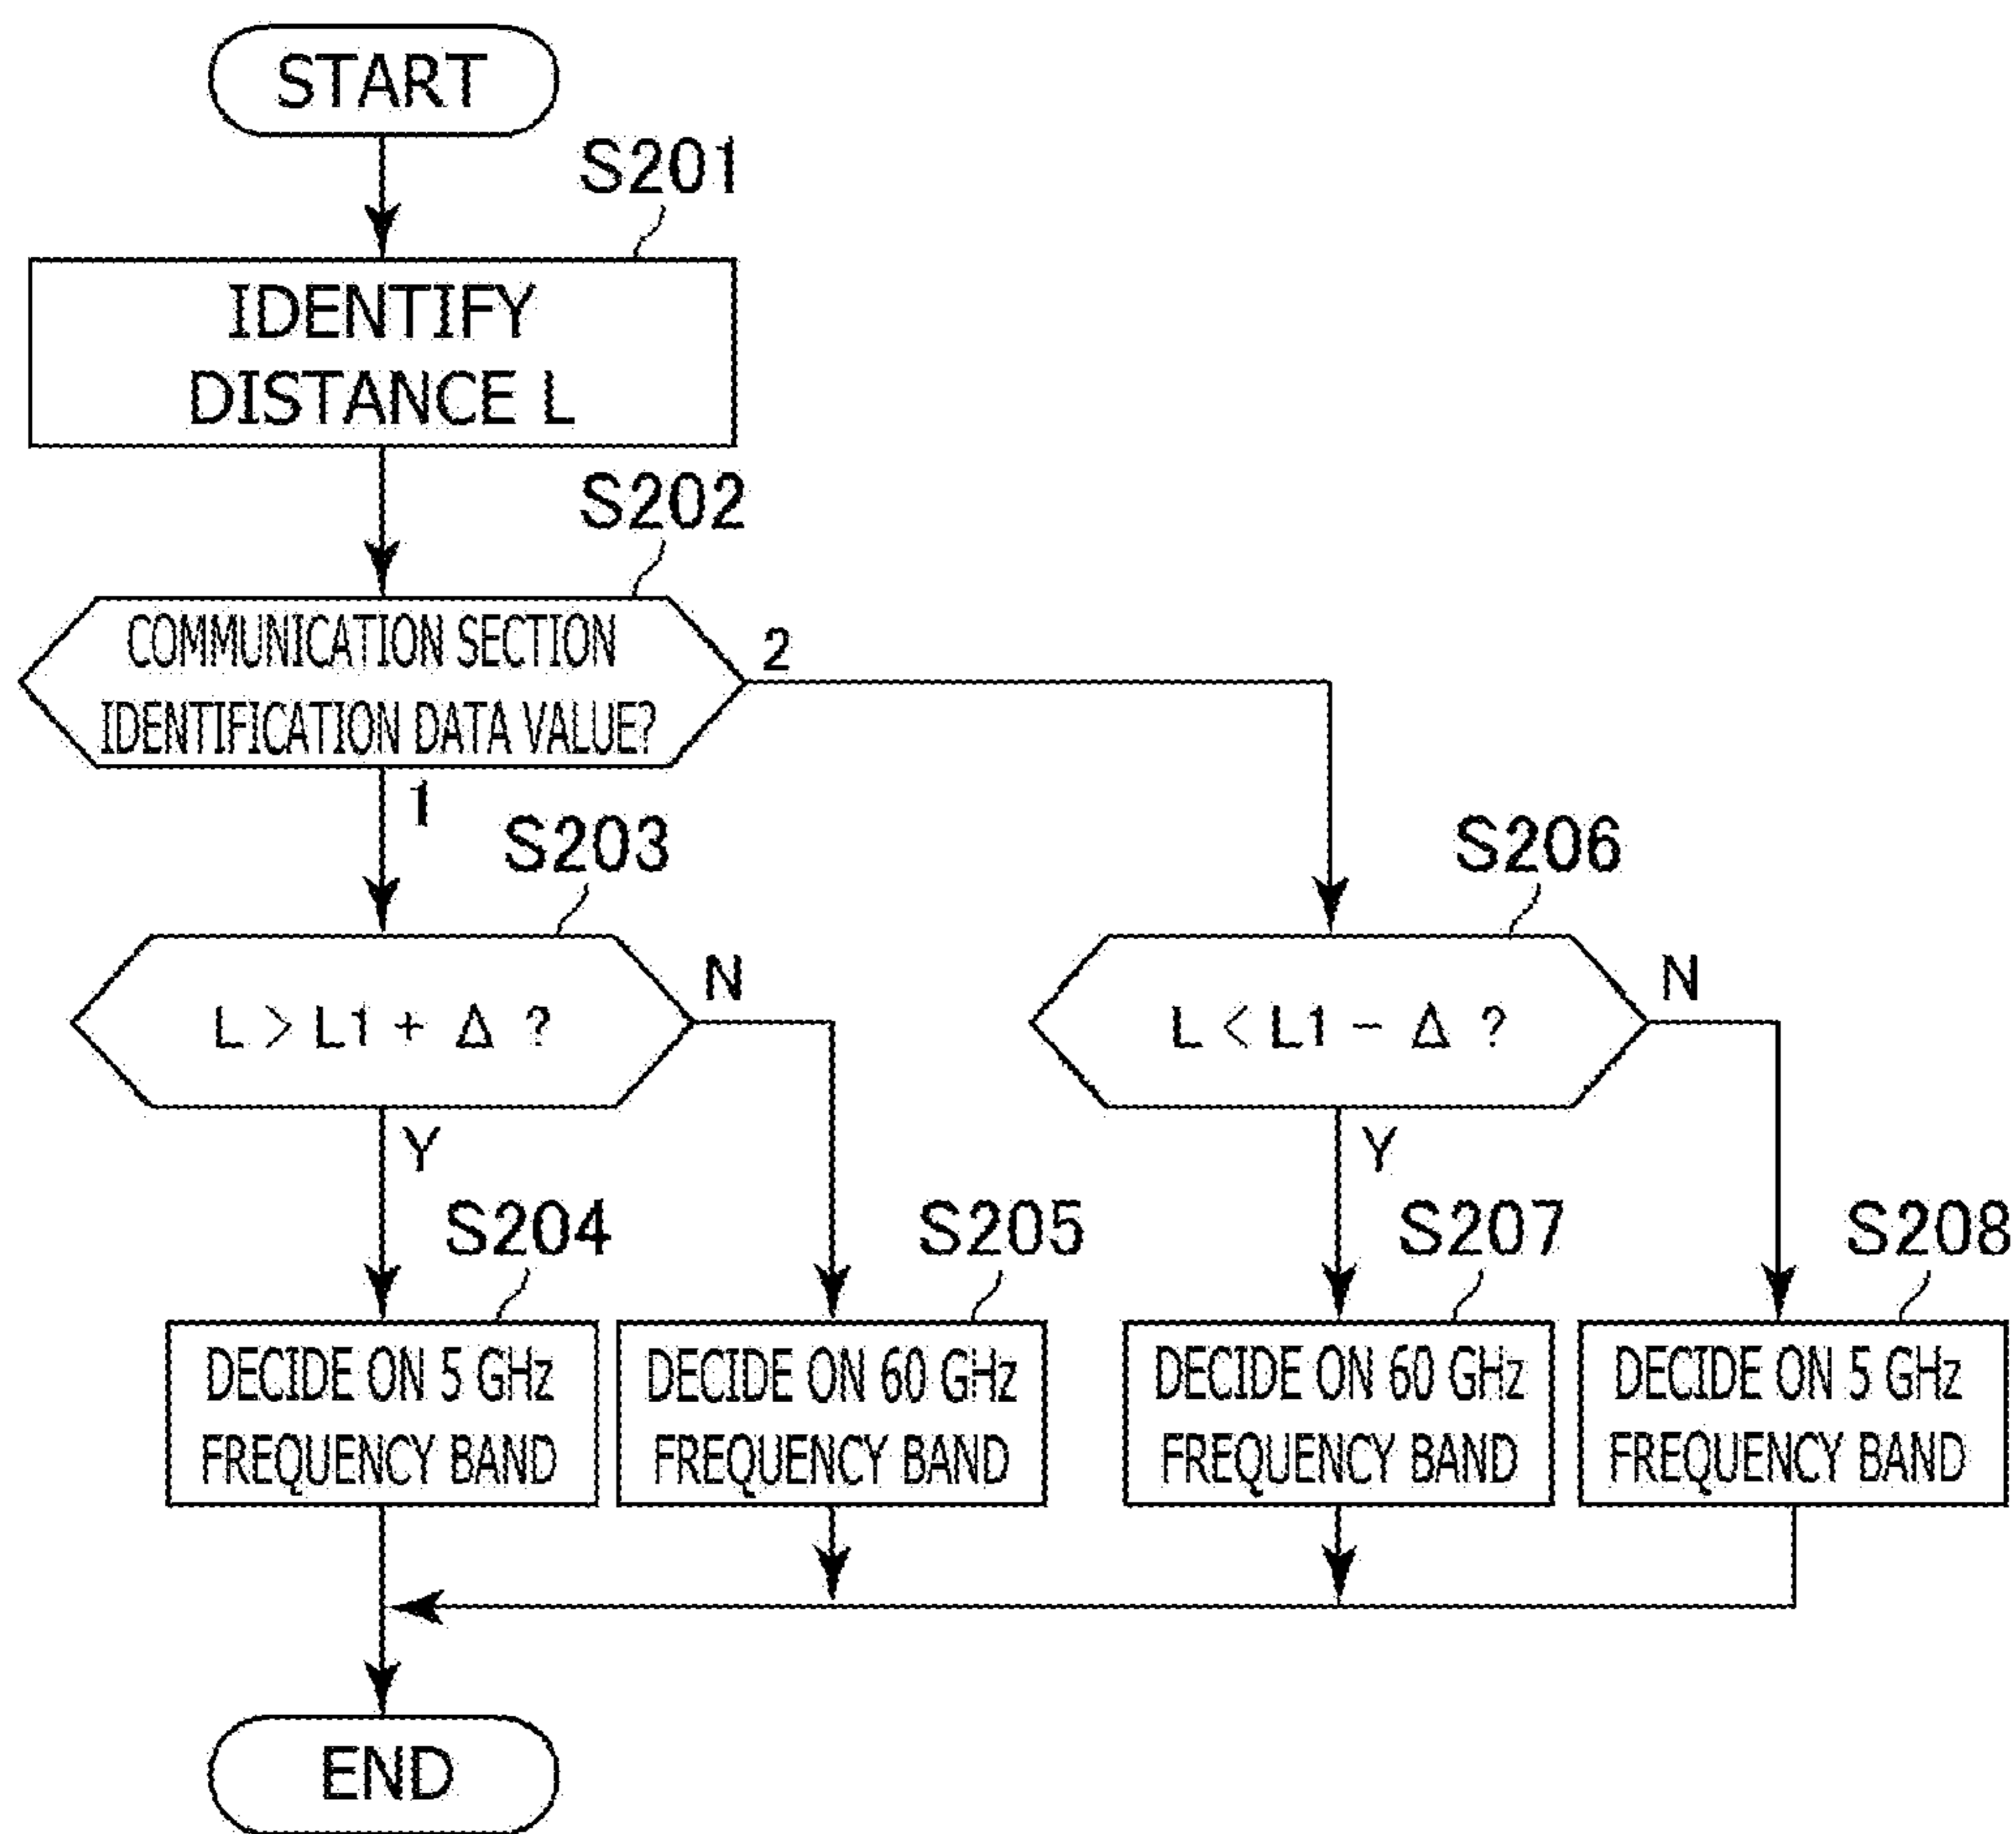 START
S201
IDENTIFY
DISTANCE L
S202
COMMUNICATION SECTION
IDENTIFICATION DATA VALUE?
2
1
S203
L > L1 + Δ ?
N
Y
S206
L < L1 − Δ ?
N
Y
S204
DECIDE ON 5 GHz
FREQUENCY BAND
S205
DECIDE ON 60 GHz
FREQUENCY BAND
S207
DECIDE ON 60 GHz
FREQUENCY BAND
S208
DECIDE ON 5 GHz
FREQUENCY BAND
END